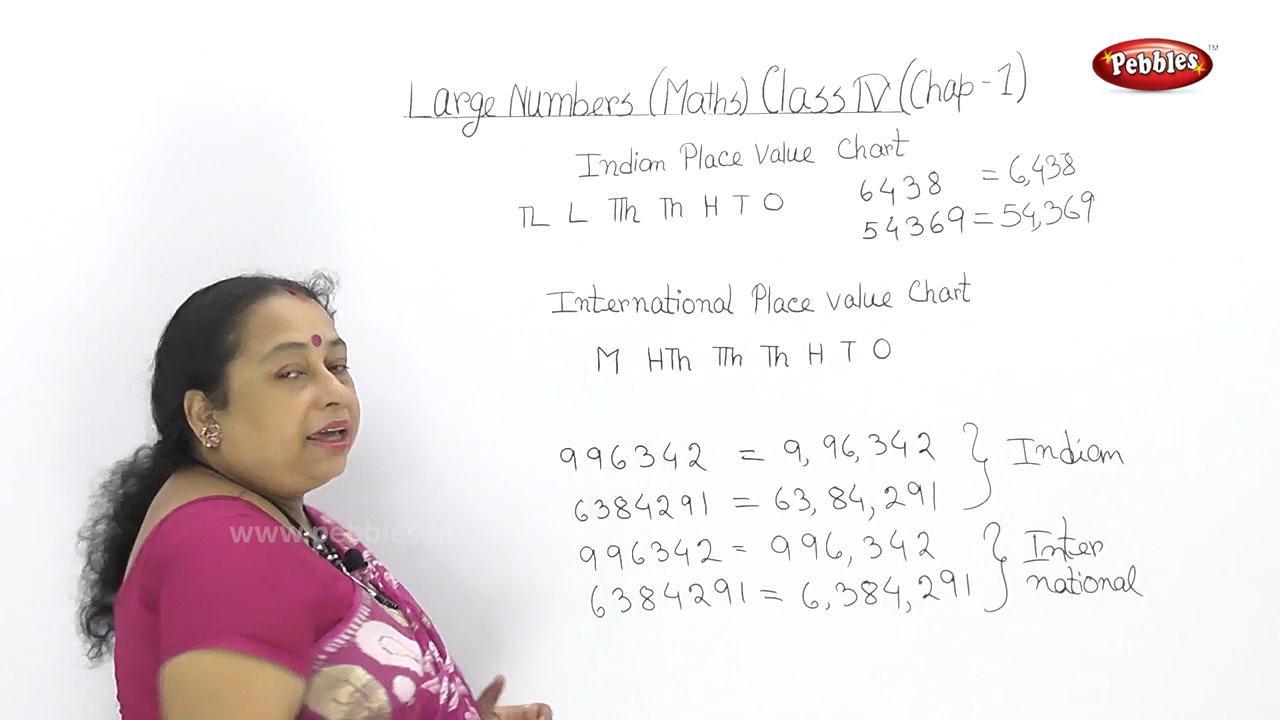 Pebbles™
Large Numbers (Maths) Class IV (Chap-1)
Indian Place Value Chart
TL L TTh Th H T O
6438 = 6,438
54369 = 54,369
International Place Value Chart
M HTh TTh Th H T O
996342 = 9,96,342
6384291 = 63,84,291
Indian
996342 = 996,342
6384291 = 6,384,291
Inter
national
www.pebbles.in